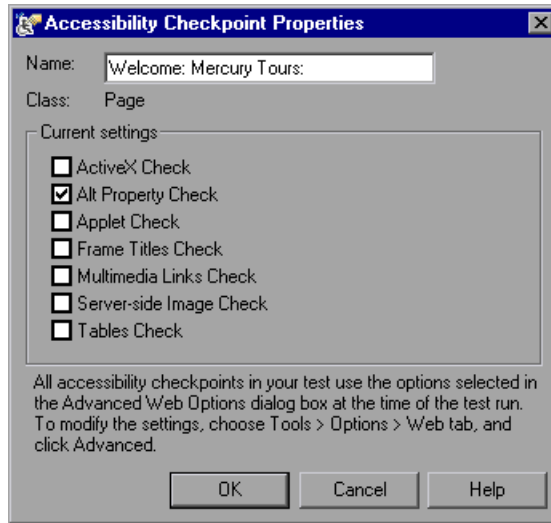 Accessibility Checkpoint Properties
Name: Welcome: Mercury Tours:
Class: Page
Current settings
ActiveX Check
Alt Property Check
Applet Check
Frame Titles Check
Multimedia Links Check
Server-side Image Check
Tables Check
All accessibility checkpoints in your test use the options selected in
the Advanced Web Options dialog box at the time of the test run.
To modify the settings, choose Tools > Options > Web tab, and
click Advanced.
OK Cancel Help